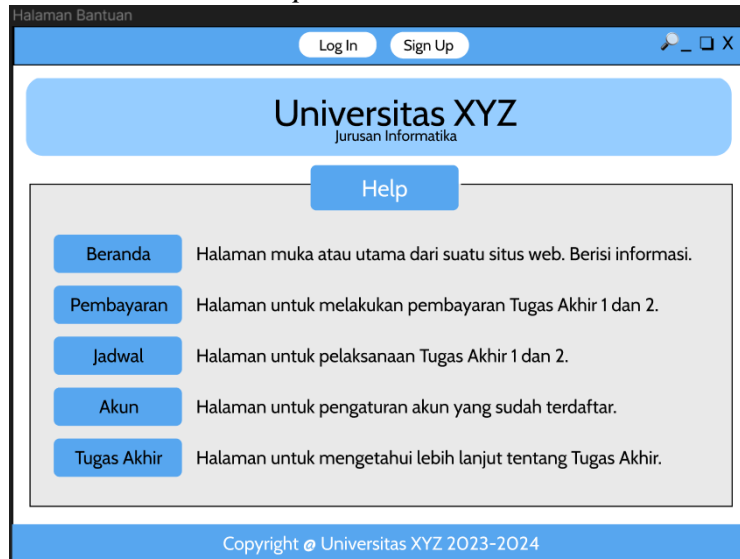 Halaman Bantuan
Log In Sign Up 🔎 _ ❏ X
Universitas XYZ
Jurusan Informatika
Help
Beranda Halaman muka atau utama dari suatu situs web. Berisi informasi.
Pembayaran Halaman untuk melakukan pembayaran Tugas Akhir 1 dan 2.
Jadwal Halaman untuk pelaksanaan Tugas Akhir 1 dan 2.
Akun Halaman untuk pengaturan akun yang sudah terdaftar.
Tugas Akhir Halaman untuk mengetahui lebih lanjut tentang Tugas Akhir.
Copyright @ Universitas XYZ 2023-2024